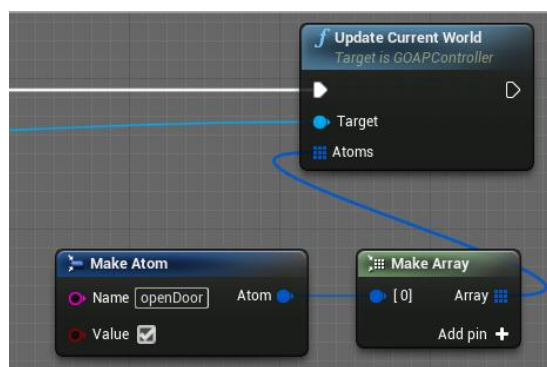 f Update Current World
Target is GOAPController
Target
Atoms
Make Atom
Name openDoor Atom
Value
Make Array
[0] Array
Add pin +